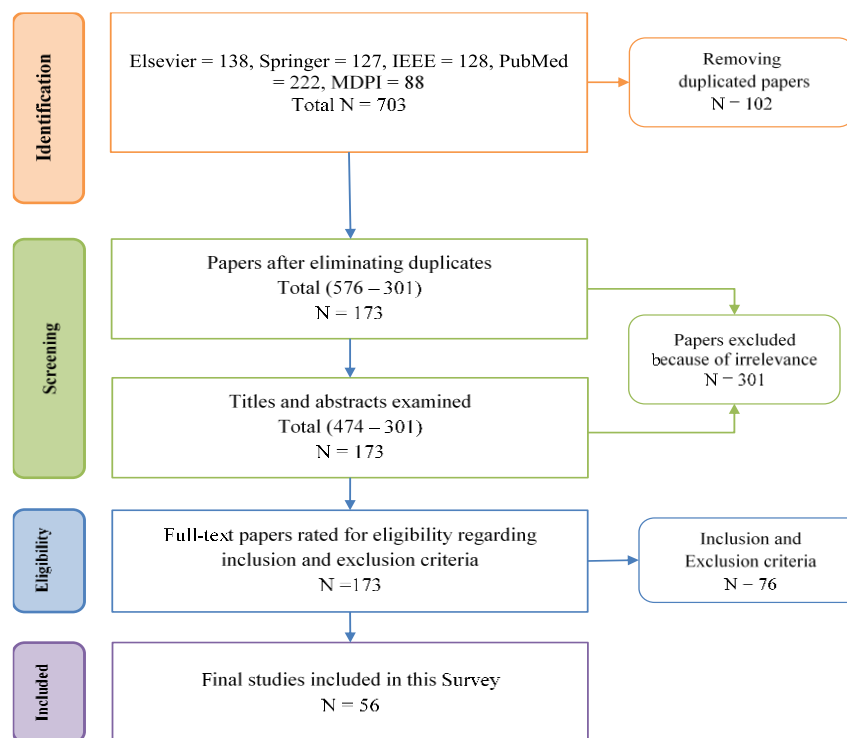 Identification
Elsevier = 138, Springer = 127, IEEE = 128, PubMed
= 222, MDPI = 88
Total N = 703
Removing
duplicated papers
N = 102
Screening
Papers after eliminating duplicates
Total (576 – 301)
N = 173
Papers excluded
because of irrelevance
N = 301
Titles and abstracts examined
Total (474 – 301)
N = 173
Eligibility
Full-text papers rated for eligibility regarding
inclusion and exclusion criteria
N =173
Inclusion and
Exclusion criteria
N = 76
Included
Final studies included in this Survey
N = 56